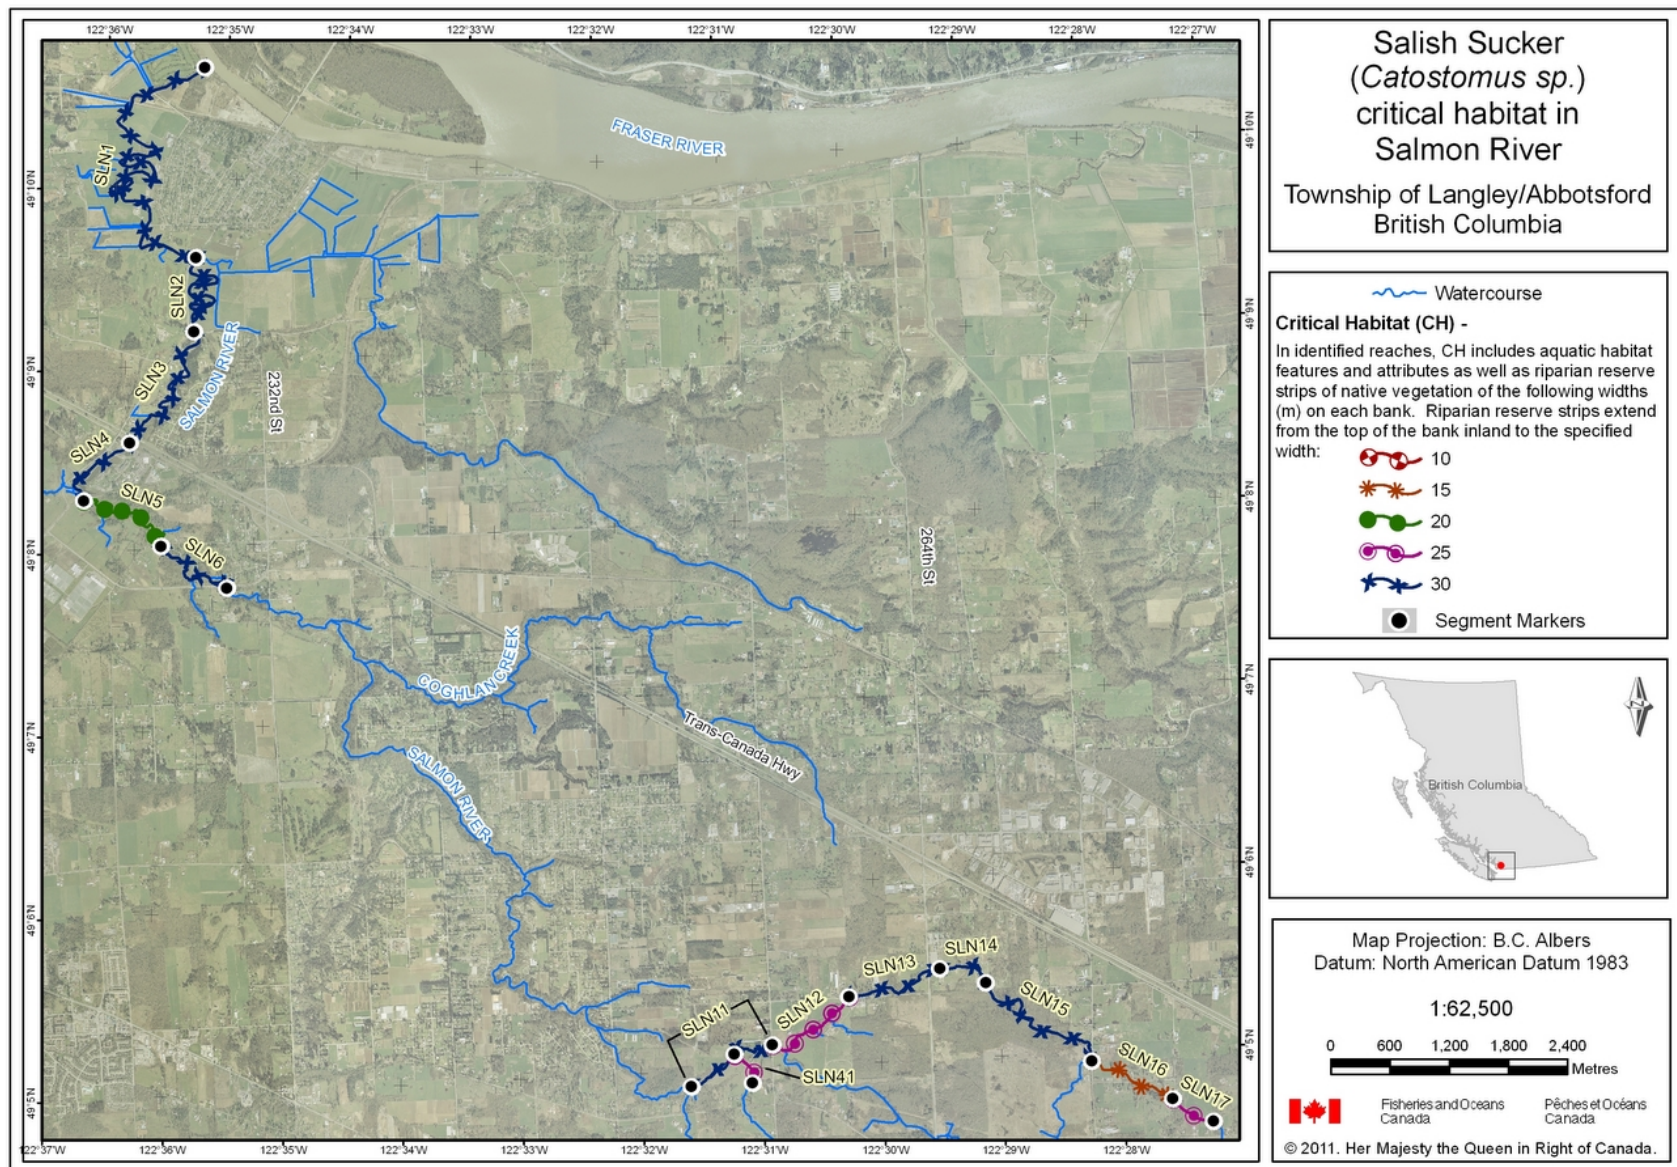 122°36'W 122°35'W 122°34'W 122°33'W 122°32'W 122°31'W 122°30'W 122°29'W 122°28'W 122°27'W
FRASER RIVER
49°10'N
49°10'N
SLN1
SLN2
49°9'N
SALMON RIVER
49°9'N
SLN3
232nd St
SLN4
SLN5
49°8'N
49°8'N
SLN6
264th St
COGHLAN CREEK
49°7'N
49°7'N
Trans-Canada Hwy
SALMON RIVER
49°6'N
49°6'N
SLN14
SLN13
SLN15
SLN12
SLN11
49°5'N
SLN16
SLN41
SLN17
49°5'N
122°37'W 122°36'W 122°35'W 122°34'W 122°33'W 122°32'W 122°31'W 122°30'W 122°29'W 122°28'W
Salish Sucker
(Catostomus sp.)
critical habitat in
Salmon River
Township of Langley/Abbotsford
British Columbia
Watercourse
Critical Habitat (CH) -
In identified reaches, CH includes aquatic habitat
features and attributes as well as riparian reserve
strips of native vegetation of the following widths
(m) on each bank. Riparian reserve strips extend
from the top of the bank inland to the specified
width:
10
15
20
25
30
Segment Markers
N
British Columbia
Map Projection: B.C. Albers
Datum: North American Datum 1983
1:62,500
0 600 1,200 1,800 2,400
Metres
Fisheries and Oceans
Canada
Pêches et Océans
Canada
© 2011. Her Majesty the Queen in Right of Canada.